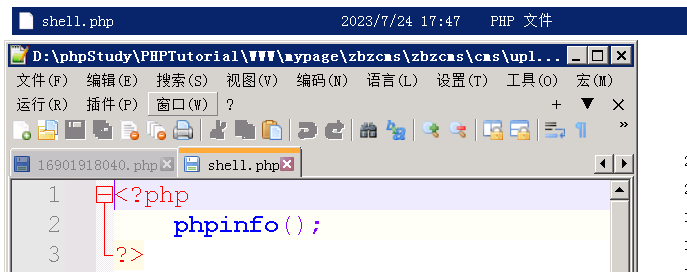 shell.php 2023/7/24 17:47 PHP 文件
D:\phpStudy\PHPTutorial\WWW\mypage\zbzcms\zbzcms\cms\upl...
文件(F) 编辑(E) 搜索(S) 视图(V) 编码(N) 语言(L) 设置(T) 工具(O) 宏(M)
运行(R) 插件(P) 窗口(W) ?
16901918040.php shell.php
1 <?php
2 phpinfo();
3 ?>